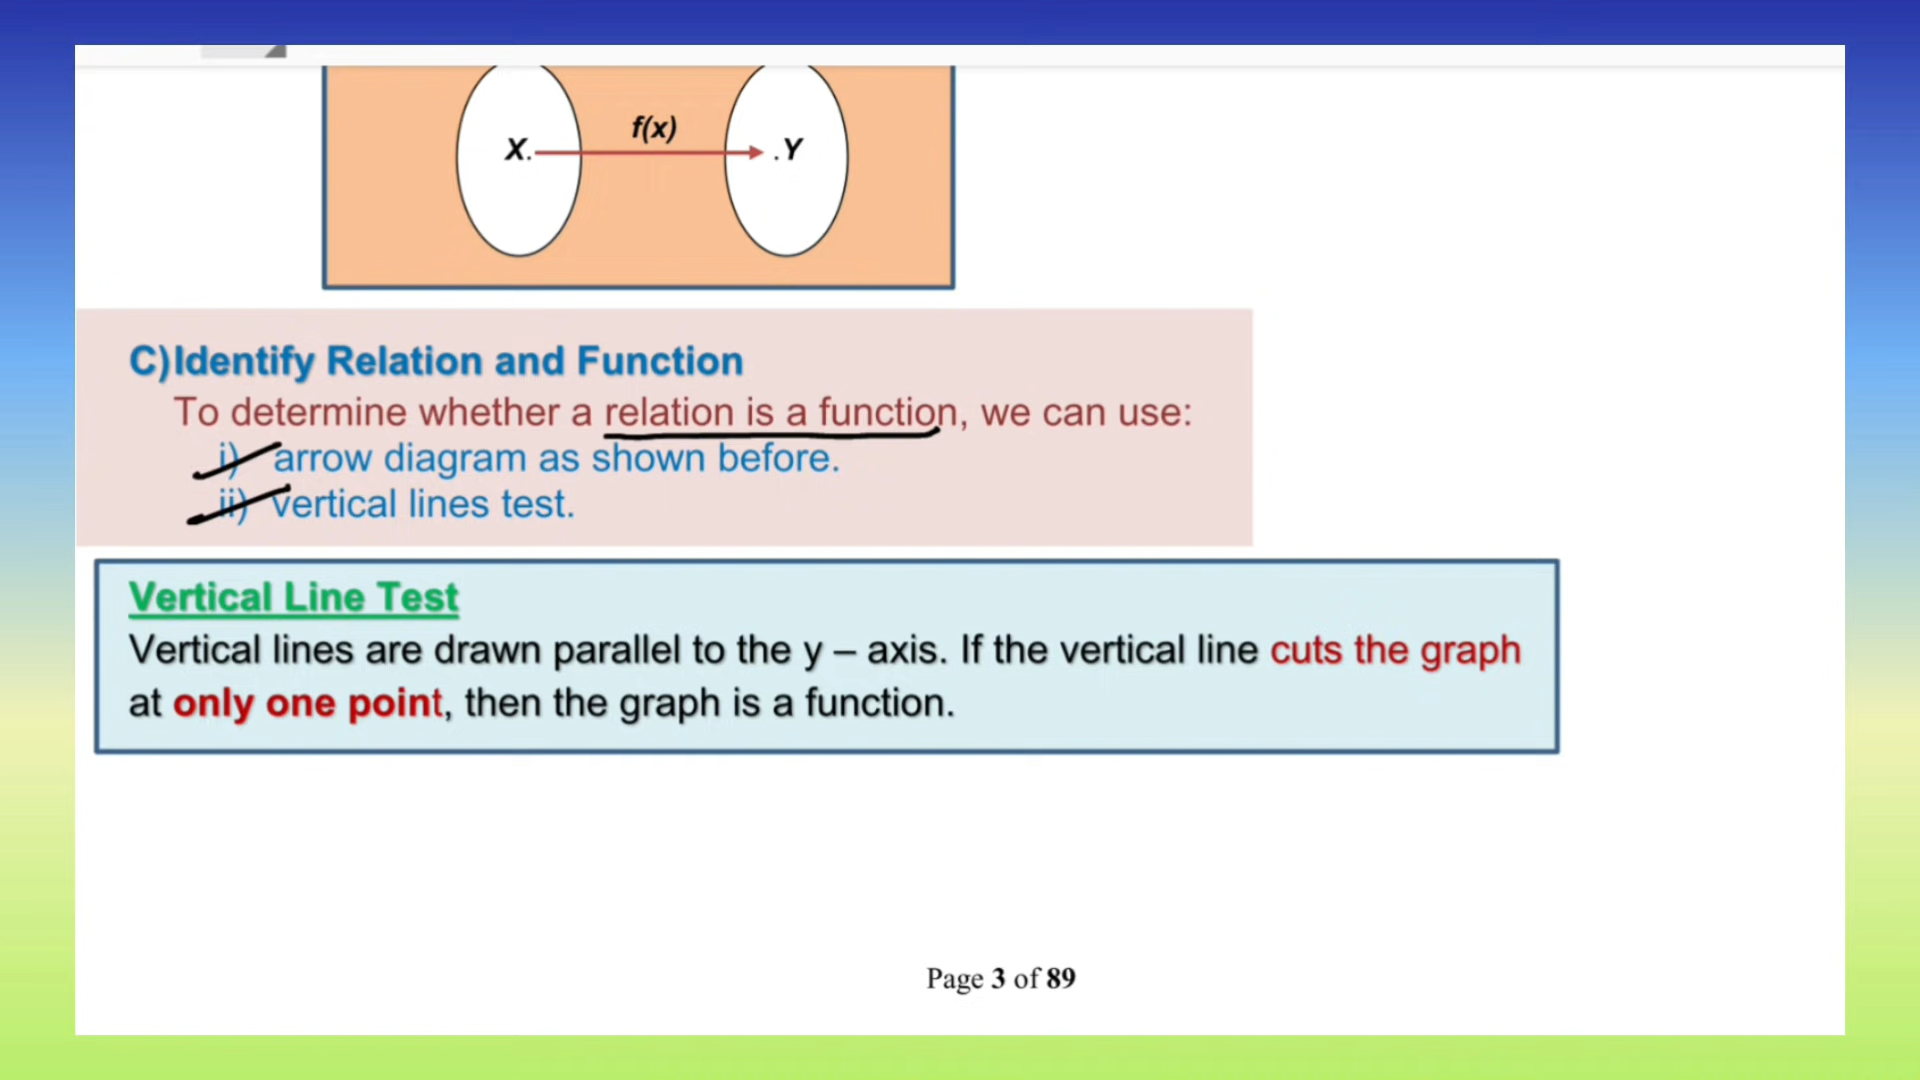 f(x)
X. .Y
C)Identify Relation and Function
To determine whether a relation is a function, we can use:
i) arrow diagram as shown before.
ii) vertical lines test.
Vertical Line Test
Vertical lines are drawn parallel to the y – axis. If the vertical line cuts the graph
at only one point, then the graph is a function.
Page 3 of 89